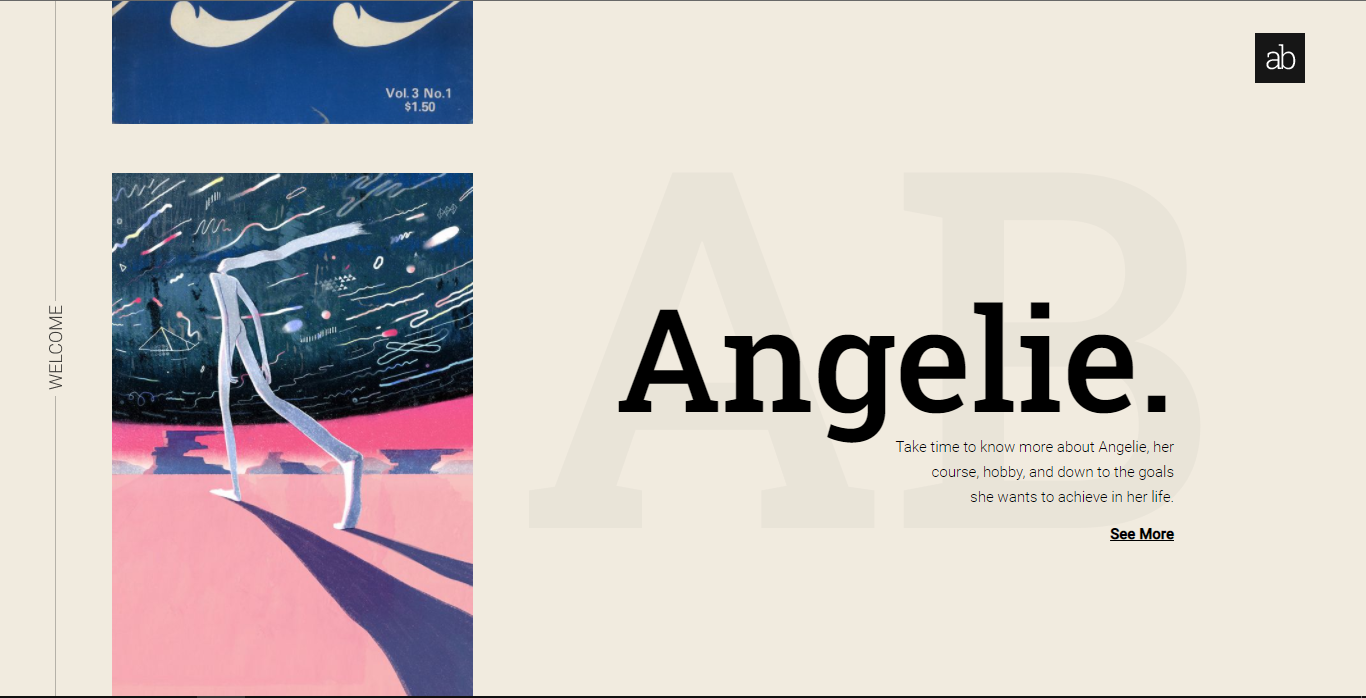 Vol. 3 No.1
$1.50
ab
WELCOME
AB
Angelie.
Take time to know more about Angelie, her
course, hobby, and down to the goals
she wants to achieve in her life.
See More